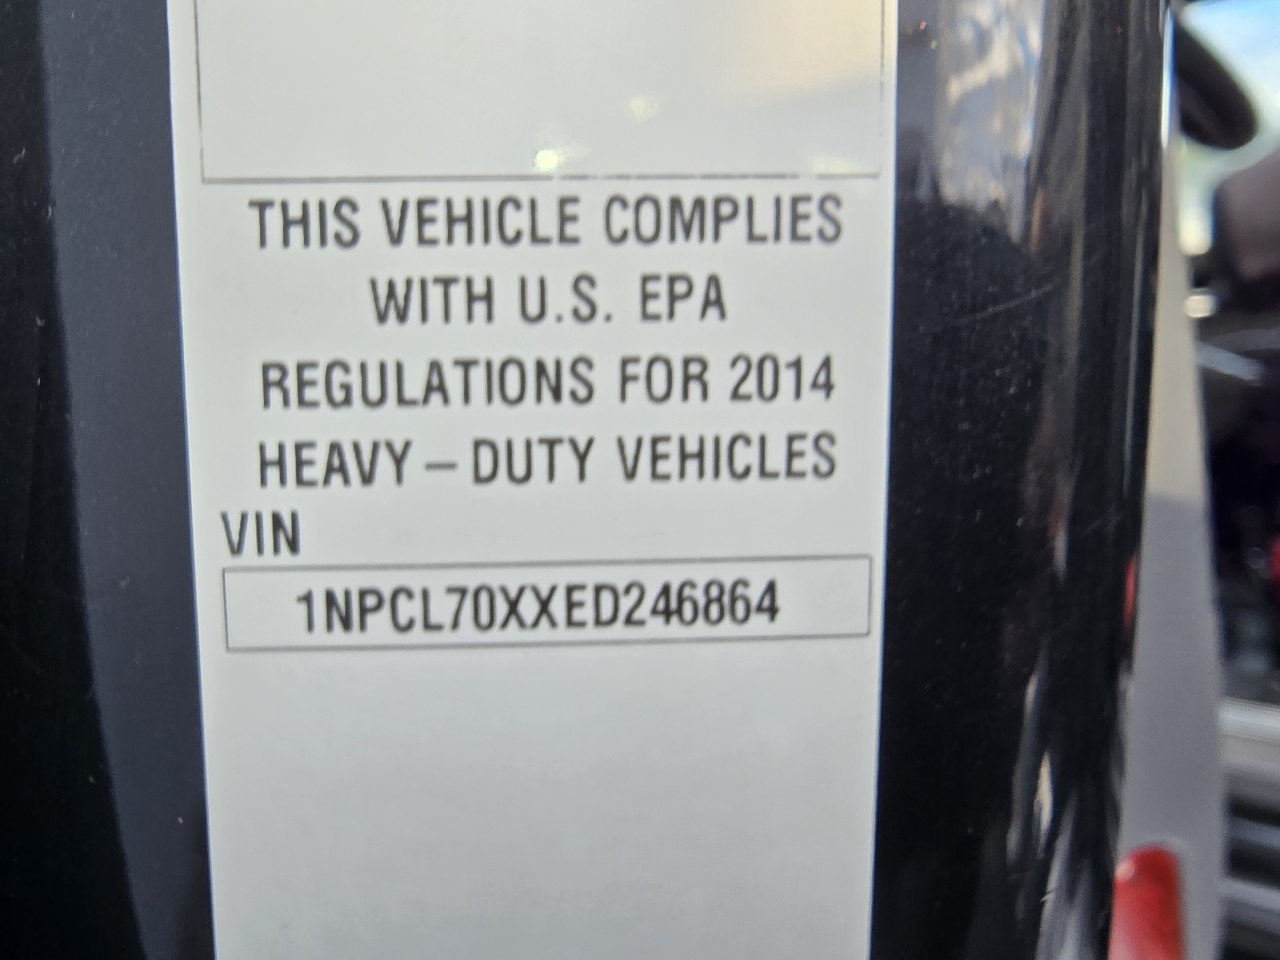 THIS VEHICLE COMPLIES
WITH U.S. EPA
REGULATIONS FOR 2014
HEAVY – DUTY VEHICLES
VIN
1NPCL70XXED246864